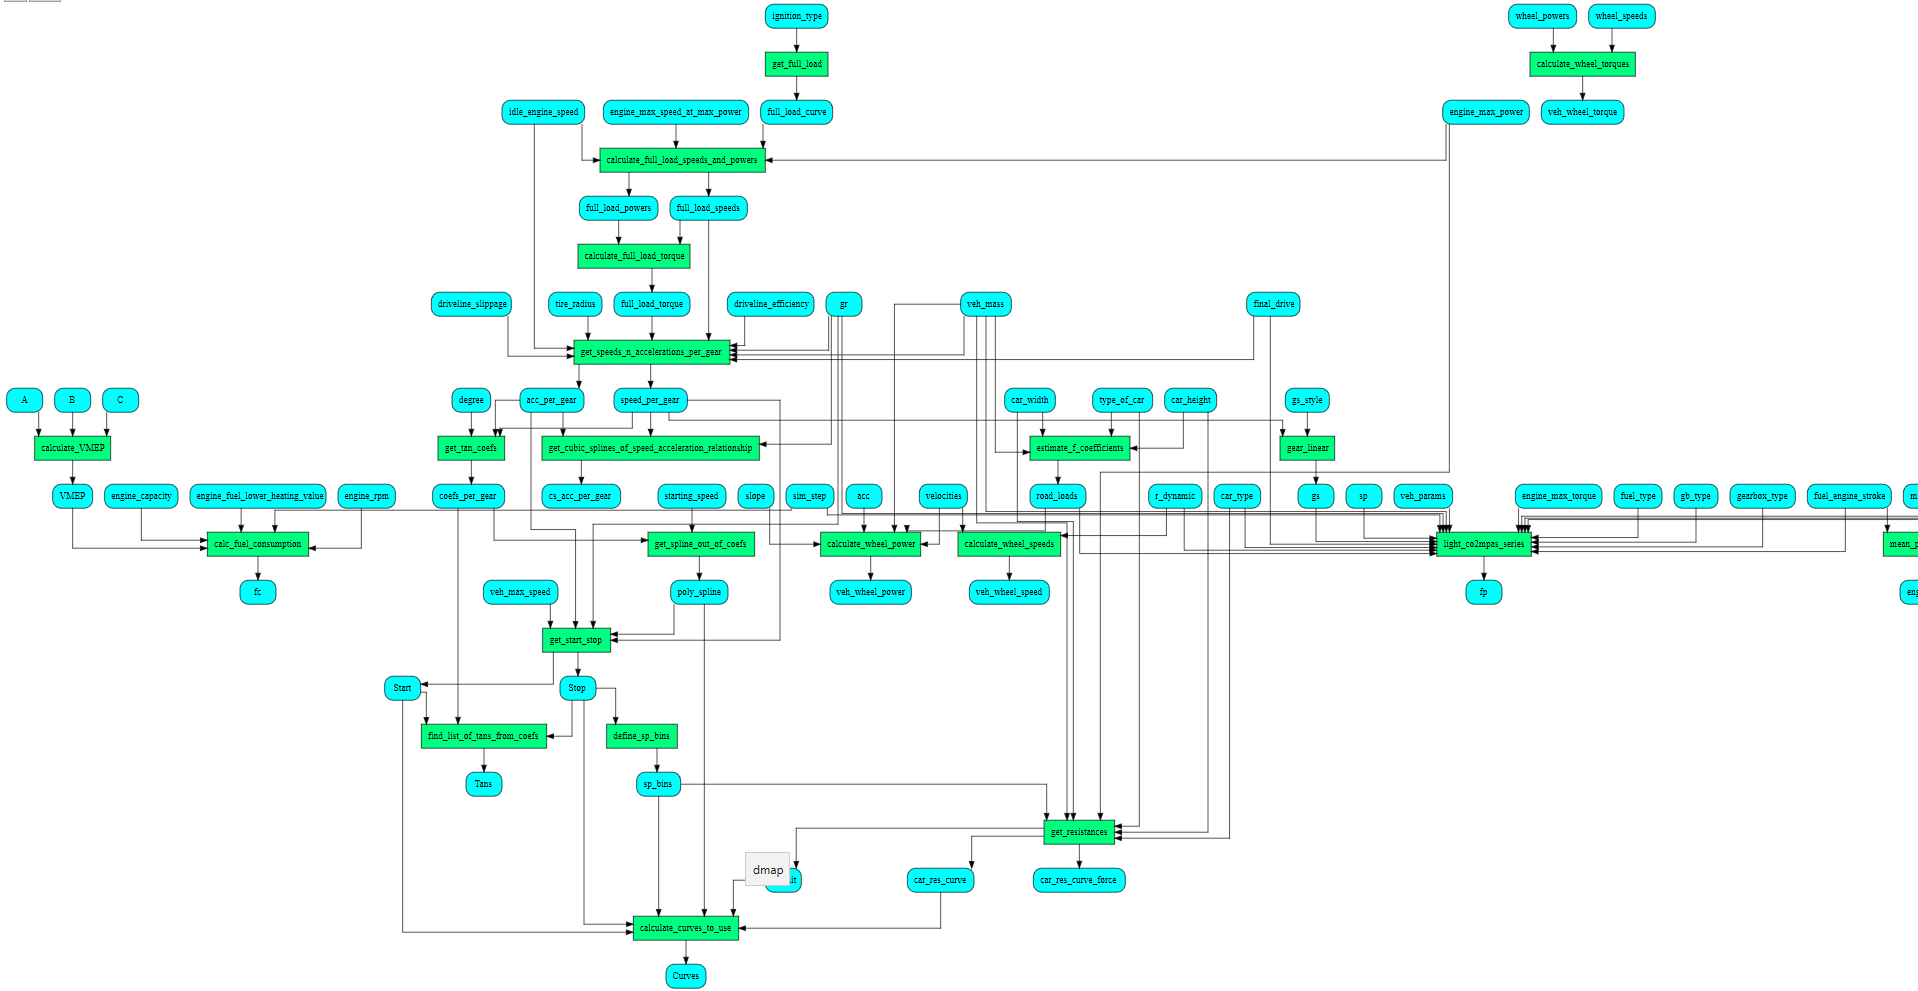 ignition_type
wheel_powers
wheel_speeds
get_full_load
calculate_wheel_torques
idle_engine_speed
engine_max_speed_at_max_power
full_load_curve
engine_max_power
veh_wheel_torque
calculate_full_load_speeds_and_powers
full_load_powers
full_load_speeds
calculate_full_load_torque
driveline_slippage
tire_radius
full_load_torque
driveline_efficiency
gr
veh_mass
final_drive
get_speeds_n_accelerations_per_gear
A
B
C
degree
acc_per_gear
speed_per_gear
car_width
type_of_car
car_height
gs_style
calculate_VMEP
get_tan_coefs
get_cubic_splines_of_speed_acceleration_relationship
estimate_f_coefficients
gear_linear
VMEP
engine_capacity
engine_fuel_lower_heating_value
engine_rpm
coefs_per_gear
cs_acc_per_gear
starting_speed
slope
sim_step
acc
velocities
road_loads
r_dynamic
car_type
gs
sp
veh_params
engine_max_torque
fuel_type
gb_type
gearbox_type
fuel_engine_stroke
m
calc_fuel_consumption
get_spline_out_of_coefs
calculate_wheel_power
calculate_wheel_speeds
light_co2mpas_series
mean_p
fc
veh_max_speed
poly_spline
veh_wheel_power
veh_wheel_speed
fp
eng
get_start_stop
Start
Stop
find_list_of_tans_from_coefs
define_sp_bins
Tans
sp_bins
get_resistances
dmap
car_res_curve
car_res_curve_force
calculate_curves_to_use
Curves